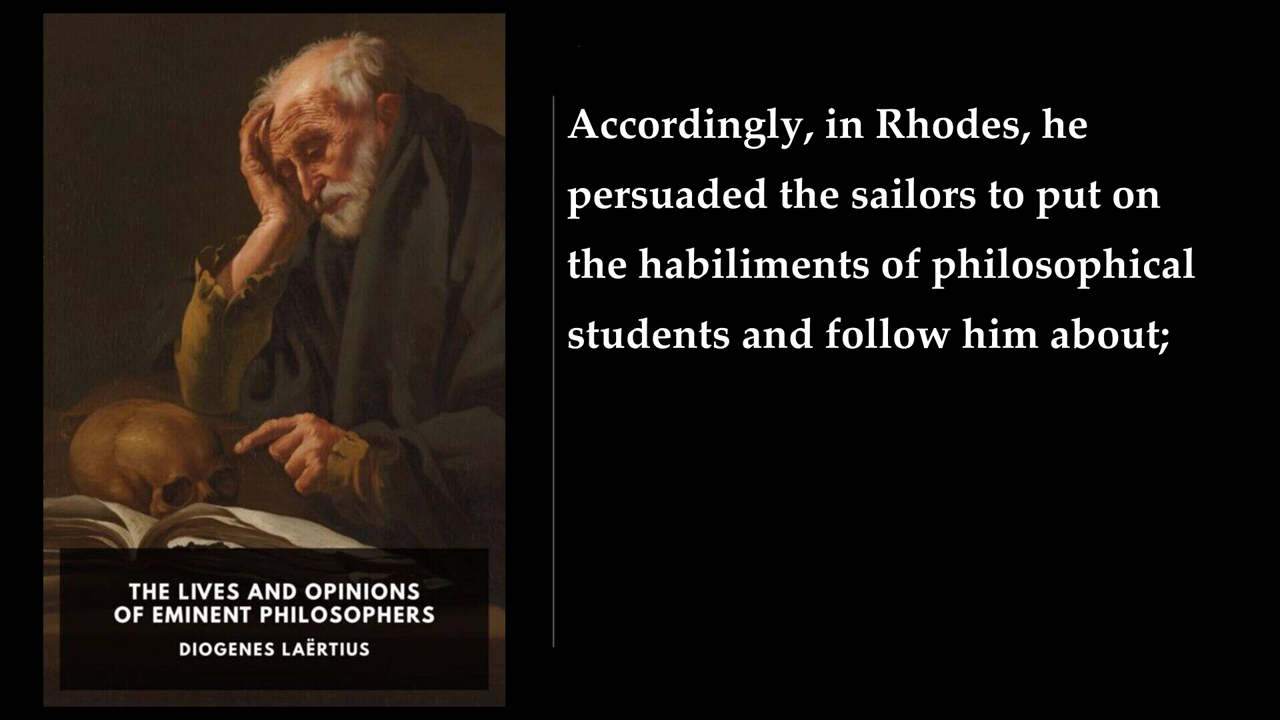 THE LIVES AND OPINIONS
OF EMINENT PHILOSOPHERS
DIOGENES LAËRTIUS
Accordingly, in Rhodes, he
persuaded the sailors to put on
the habiliments of philosophical
students and follow him about;